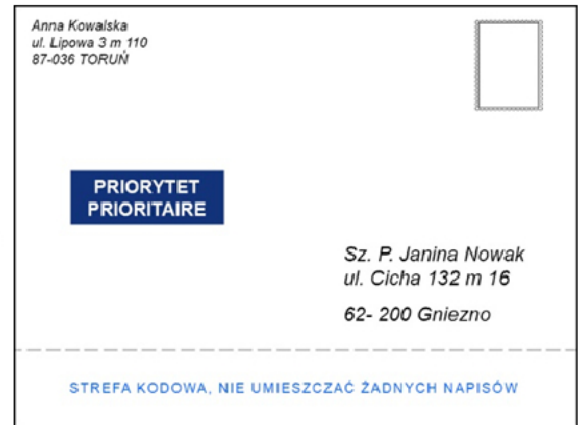 Anna Kowalska
ul. Lipowa 3 m 110
87-036 TORUŃ
PRIORYTET
PRIORITAIRE
Sz. P. Janina Nowak
ul. Cicha 132 m 16
62- 200 Gniezno
STREFA KODOWA, NIE UMIESZCZAĆ ŻADNYCH NAPISÓW